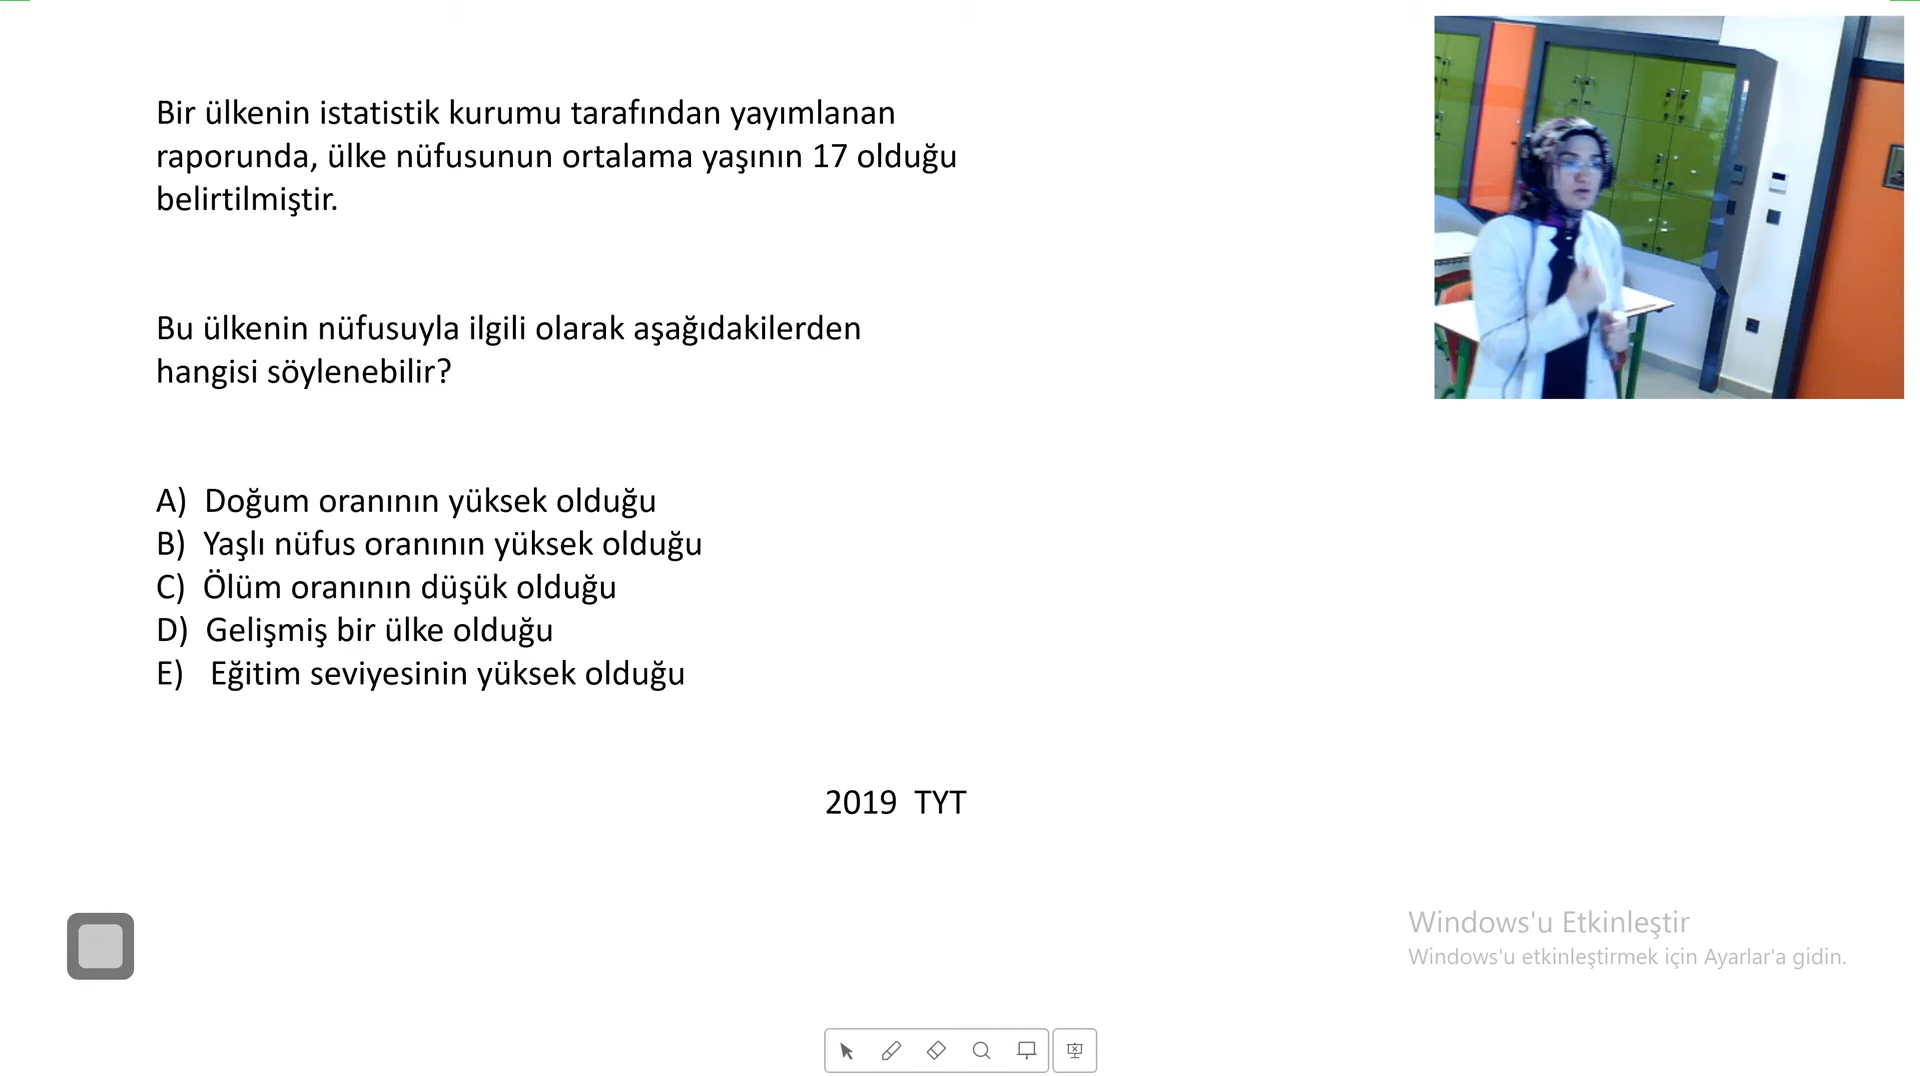 Bir ülkenin istatistik kurumu tarafından yayımlanan
raporunda, ülke nüfusunun ortalama yaşının 17 olduğu
belirtilmiştir.
Bu ülkenin nüfusuyla ilgili olarak aşağıdakilerden
hangisi söylenebilir?
A) Doğum oranının yüksek olduğu
B) Yaşlı nüfus oranının yüksek olduğu
C) Ölüm oranının düşük olduğu
D) Gelişmiş bir ülke olduğu
E) Eğitim seviyesinin yüksek olduğu
2019 TYT
Windows'u Etkinleştir
Windows'u etkinleştirmek için Ayarlar'a gidin.